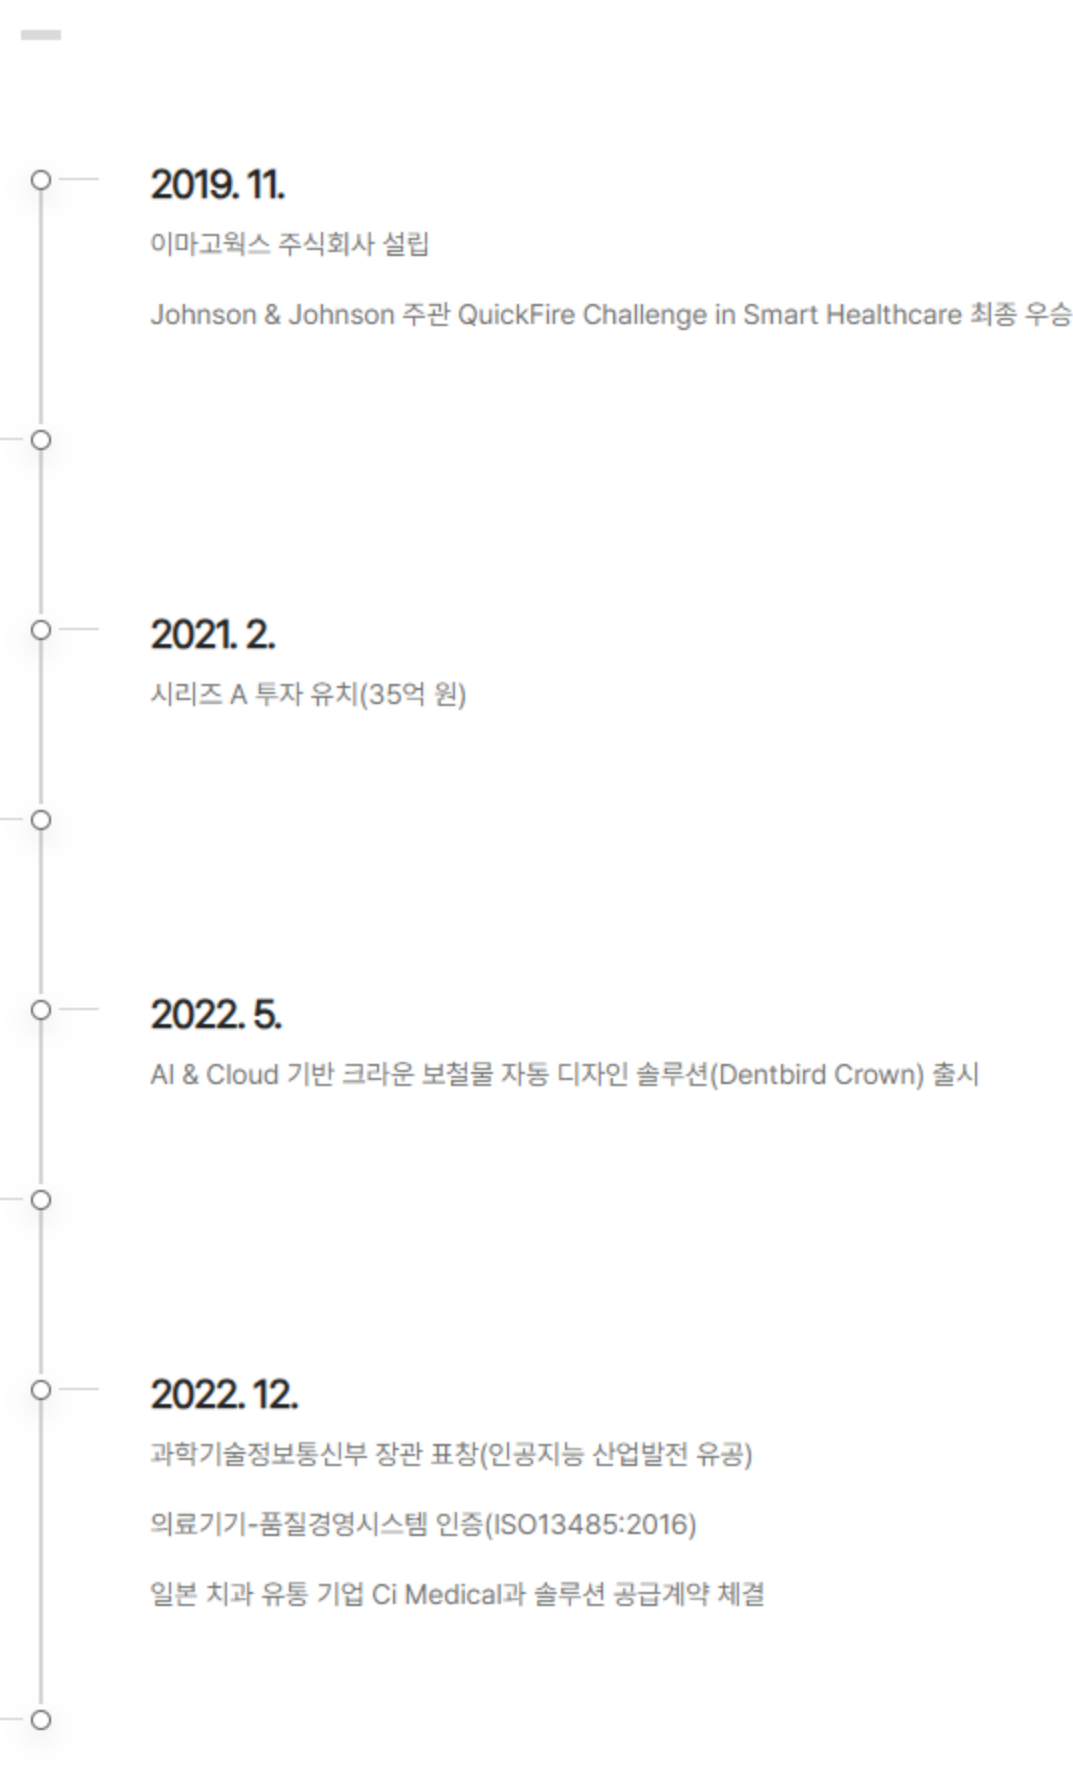 2019. 11.
이마고웍스 주식회사 설립
Johnson & Johnson 주관 QuickFire Challenge in Smart Healthcare 최종 우승
2021. 2.
시리즈 A 투자 유치(35억 원)
2022. 5.
AI & Cloud 기반 크라운 보철물 자동 디자인 솔루션(Dentbird Crown) 출시
2022. 12.
과학기술정보통신부 장관 표창(인공지능 산업발전 유공)
의료기기-품질경영시스템 인증(ISO13485:2016)
일본 치과 유통 기업 Ci Medical과 솔루션 공급계약 체결